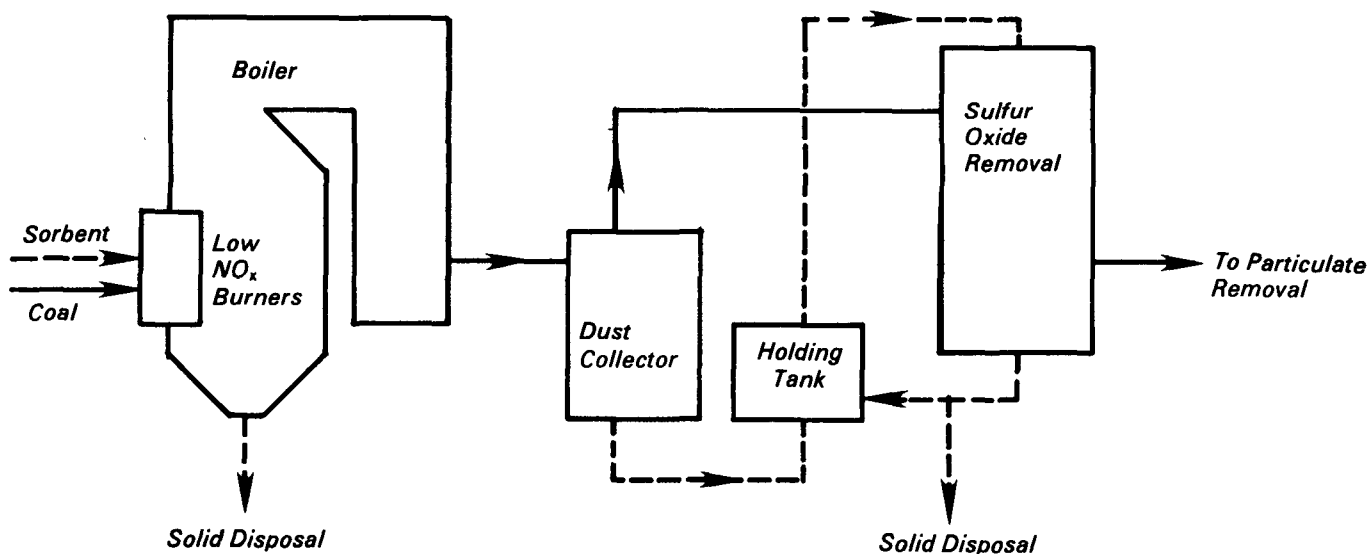 Boiler
Sulfur
Oxide
Removal
Sorbent
Coal
Low
NOₓ
Burners
Dust
Collector
Holding
Tank
To Particulate
Removal
Solid Disposal
Solid Disposal